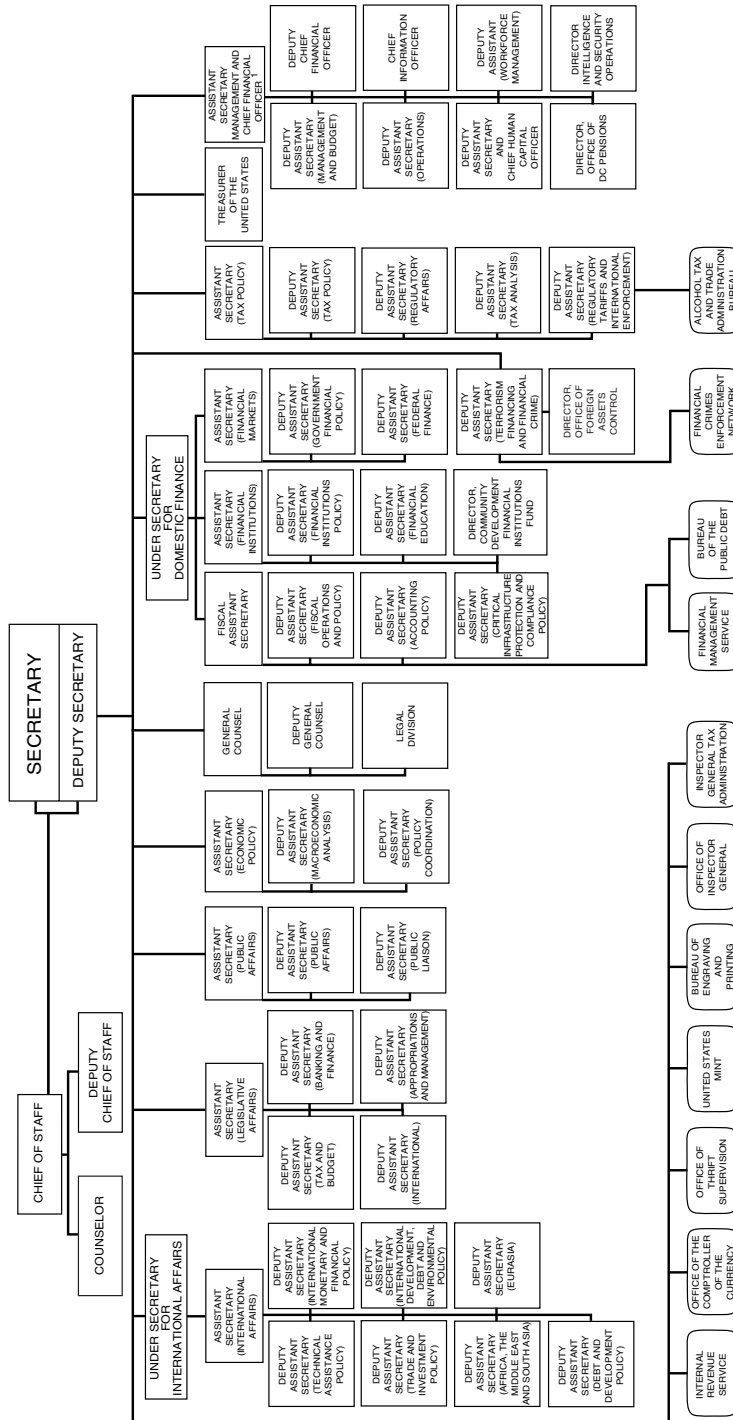 SECRETARY
DEPUTY SECRETARY
CHIEF OF STAFF
COUNSELOR
DEPUTY
CHIEF OF STAFF
UNDER SECRETARY
FOR
INTERNATIONAL AFFAIRS
ASSISTANT
SECRETARY
(INTERNATIONAL
AFFAIRS)
DEPUTY
ASSISTANT
SECRETARY
(TECHNICAL
ASSISTANCE
POLICY)
DEPUTY
ASSISTANT
SECRETARY
(INTERNATIONAL
MONETARY AND
FINANCIAL
POLICY)
DEPUTY
ASSISTANT
SECRETARY
(TRADE AND
INVESTMENT
POLICY)
DEPUTY
ASSISTANT
SECRETARY
(INTERNATIONAL
DEVELOPMENT,
DEBT AND
ENVIRONMENTAL
POLICY)
DEPUTY
ASSISTANT
SECRETARY
(AFRICA, THE
MIDDLE EAST
AND SOUTH ASIA)
DEPUTY
ASSISTANT
SECRETARY
(EURASIA)
DEPUTY
ASSISTANT
SECRETARY
(DEBT AND
DEVELOPMENT
POLICY)
ASSISTANT
SECRETARY
(LEGISLATIVE
AFFAIRS)
DEPUTY
ASSISTANT
SECRETARY
(TAX AND
BUDGET)
DEPUTY
ASSISTANT
SECRETARY
(BANKING AND
FINANCE)
DEPUTY
ASSISTANT
SECRETARY
(INTERNATIONAL)
DEPUTY
ASSISTANT
SECRETARY
(APPROPRIATIONS
AND MANAGEMENT)
ASSISTANT
SECRETARY
(PUBLIC
AFFAIRS)
DEPUTY
ASSISTANT
SECRETARY
(PUBLIC
AFFAIRS)
DEPUTY
ASSISTANT
SECRETARY
(PUBLIC
LIAISON)
ASSISTANT
SECRETARY
(ECONOMIC
POLICY)
DEPUTY
ASSISTANT
SECRETARY
(MACROECONOMIC
ANALYSIS)
DEPUTY
ASSISTANT
SECRETARY
(POLICY
COORDINATION)
GENERAL
COUNSEL
DEPUTY
GENERAL
COUNSEL
LEGAL
DIVISION
UNDER SECRETARY
FOR
DOMESTIC FINANCE
FISCAL
ASSISTANT
SECRETARY
DEPUTY
ASSISTANT
SECRETARY
(FISCAL
OPERATIONS
AND POLICY)
DEPUTY
ASSISTANT
SECRETARY
(ACCOUNTING
POLICY)
ASSISTANT
SECRETARY
(FINANCIAL
INSTITUTIONS)
DEPUTY
ASSISTANT
SECRETARY
(FINANCIAL
INSTITUTIONS
POLICY)
DEPUTY
ASSISTANT
SECRETARY
(FINANCIAL
EDUCATION)
DEPUTY
ASSISTANT
SECRETARY
(CRITICAL
INFRASTRUCTURE
PROTECTION AND
COMPLIANCE
POLICY)
DIRECTOR,
COMMUNITY
DEVELOPMENT
FINANCIAL
INSTITUTIONS
FUND
ASSISTANT
SECRETARY
(FINANCIAL
MARKETS)
DEPUTY
ASSISTANT
SECRETARY
(GOVERNMENT
FINANCIAL
POLICY)
DEPUTY
ASSISTANT
SECRETARY
(FEDERAL
FINANCE)
DEPUTY
ASSISTANT
SECRETARY
(TERRORISM
FINANCING
AND FINANCIAL
CRIME)
DIRECTOR,
OFFICE OF
FOREIGN
ASSETS
CONTROL
ASSISTANT
SECRETARY
(TAX POLICY)
DEPUTY
ASSISTANT
SECRETARY
(TAX POLICY)
DEPUTY
ASSISTANT
SECRETARY
(REGULATORY
AFFAIRS)
DEPUTY
ASSISTANT
SECRETARY
(TAX ANALYSIS)
DEPUTY
ASSISTANT
SECRETARY
(REGULATORY
TARIFFS AND
INTERNATIONAL
ENFORCEMENT)
TREASURER
OF THE
UNITED STATES
ASSISTANT
SECRETARY
MANAGEMENT AND
CHIEF FINANCIAL
OFFICER 1
DEPUTY
ASSISTANT
SECRETARY
(MANAGEMENT
AND BUDGET)
DEPUTY
CHIEF
FINANCIAL
OFFICER
DEPUTY
ASSISTANT
SECRETARY
(OPERATIONS)
CHIEF
INFORMATION
OFFICER
DEPUTY
ASSISTANT
SECRETARY
AND
CHIEF HUMAN
CAPITAL
OFFICER
DEPUTY
ASSISTANT
(WORKFORCE
MANAGEMENT)
DIRECTOR,
OFFICE OF
DC PENSIONS
DIRECTOR
INTELLIGENCE
AND SECURITY
OPERATIONS
INTERNAL
REVENUE
SERVICE
OFFICE OF THE
COMPTROLLER
OF THE
CURRENCY
OFFICE OF
THRIFT
SUPERVISION
UNITED STATES
MINT
BUREAU OF
ENGRAVING
AND
PRINTING
OFFICE OF
INSPECTOR
GENERAL
INSPECTOR
GENERAL TAX
ADMINISTRATION
FINANCIAL
MANAGEMENT
SERVICE
BUREAU
OF THE
PUBLIC DEBT
FINANCIAL
CRIMES
ENFORCEMENT
NETWORK
ALCOHOL TAX
AND TRADE
ADMINISTRATION
BUREAU